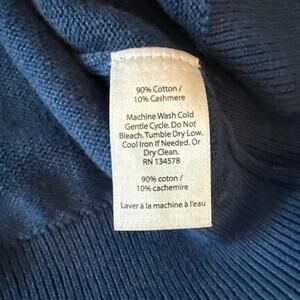 90% Cotton /
10% Cashmere
Machine Wash Cold
Gentle Cycle. Do Not
Bleach. Tumble Dry Low.
Cool Iron If Needed. Or
Dry Clean.
RN 134578
90% coton /
10% cachemire
Laver à la machine à l'eau